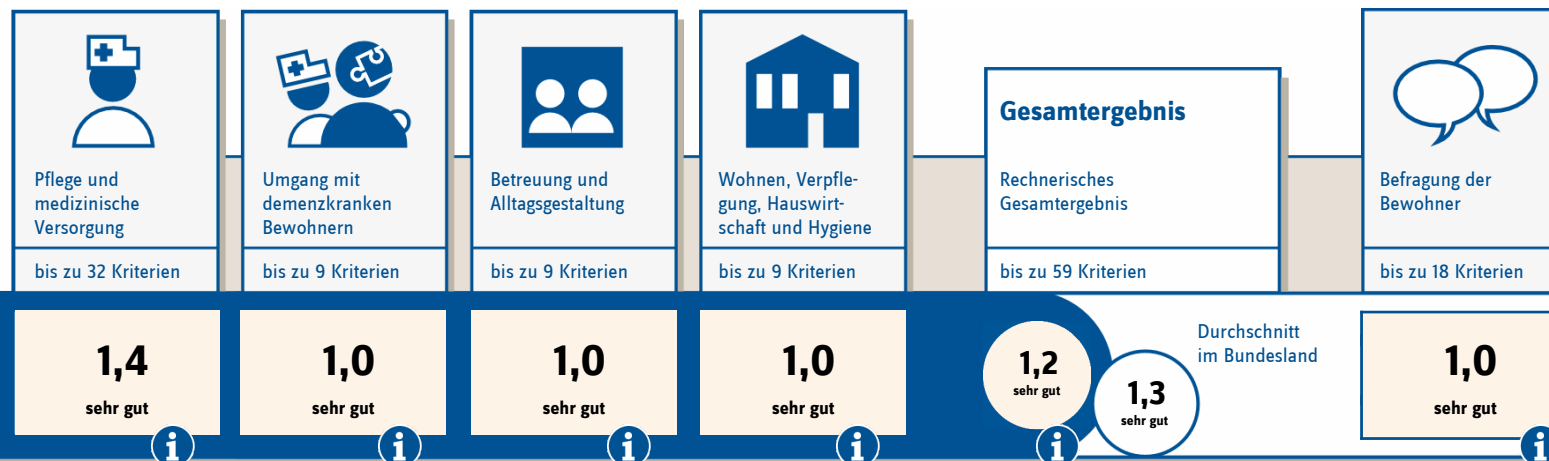 Pflege und
medizinische
Versorgung
bis zu 32 Kriterien
1,4
sehr gut
i
Umgang mit
demenzkranken
Bewohnern
bis zu 9 Kriterien
1,0
sehr gut
i
Betreuung und
Alltagsgestaltung
bis zu 9 Kriterien
1,0
sehr gut
i
Wohnen, Verpfle-
gung, Hauswirt-
schaft und Hygiene
bis zu 9 Kriterien
1,0
sehr gut
i
Gesamtergebnis
Rechnerisches
Gesamtergebnis
bis zu 59 Kriterien
1,2
sehr gut
i
1,3
sehr gut
Durchschnitt
im Bundesland
Befragung der
Bewohner
bis zu 18 Kriterien
1,0
sehr gut
i